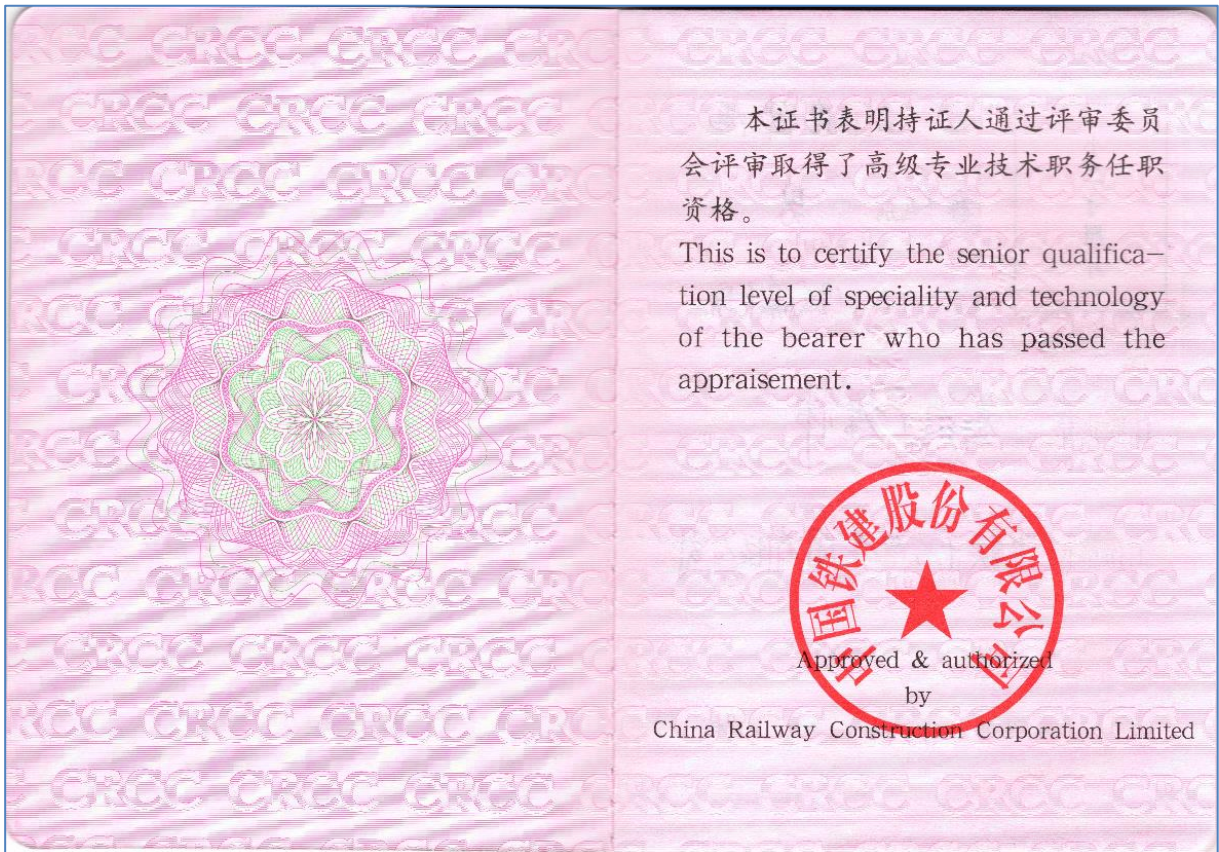 本证书表明持证人通过评审委员
会评审取得了高级专业技术职务任职
资格。
This is to certify the senior qualifica-
tion level of speciality and technology
of the bearer who has passed the
appraisement.
中国铁建股份有限公司
Approved & authorized
by
China Railway Construction Corporation Limited
CRCC